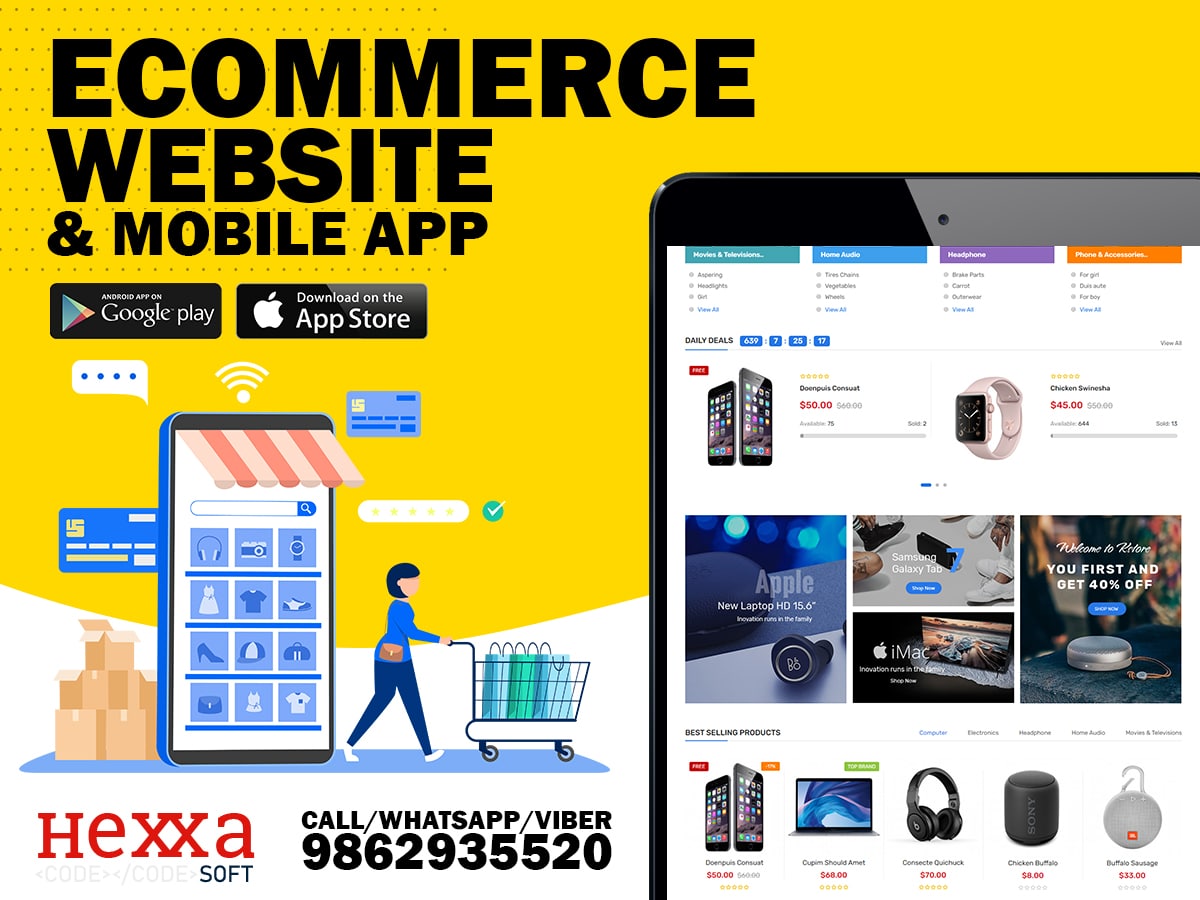 ECOMMERCE
WEBSITE
& MOBILE APP
ANDROID APP ON
Google play
Download on the
App Store
Hexxa
<CODE></CODE>SOFT
CALL/WHATSAPP/VIBER
9862935520
Movies & Televisions..
Aspering
Headlights
Girl
View All
Home Audio
Tires Chains
Vegetables
Wheels
View All
Headphone
Brake Parts
Carrot
Outerwear
View All
Phone & Accessories..
For girl
Duis aute
For boy
View All
DAILY DEALS 639 : 7 : 25 : 17
View All
FREE
Doenpuis Consuat
$50.00 $60.00
Available: 75 Sold: 2
Chicken Swinesha
$45.00 $50.00
Available: 644 Sold: 13
Apple
New Laptop HD 15.6"
Inovation runs in the family
B&O
Samsung
Galaxy Tab 7
Shop Now
iMac
Inovation runs in the family
Shop Now
Welcome to Kstore
YOU FIRST AND
GET 40% OFF
SHOP NOW
BEST SELLING PRODUCTS
Computer Electronics Headphone Home Audio Movies & Televisions
FREE
-17%
Doenpuis Consuat
$50.00 $60.00
TOP BRAND
Cupim Should Amet
$68.00
Consecte Quichuck
$70.00
SONY
Chicken Buffalo
$8.00
JBL
Buffalo Sausage
$33.00